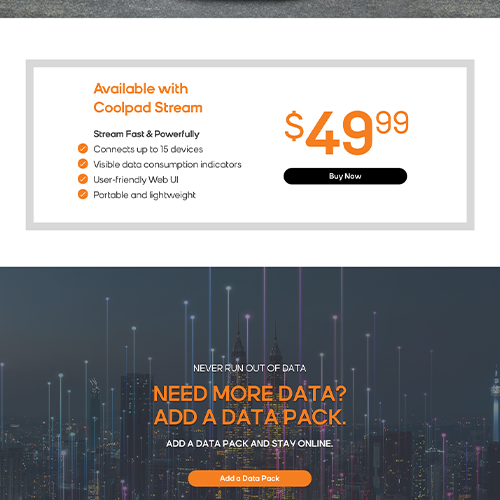 Available with
Coolpad Stream
Stream Fast & Powerfully
Connects up to 15 devices
Visible data consumption indicators
User-friendly Web UI
Portable and lightweight
$49.99
Buy Now
NEVER RUN OUT OF DATA
NEED MORE DATA?
ADD A DATA PACK.
ADD A DATA PACK AND STAY ONLINE.
Add a Data Pack